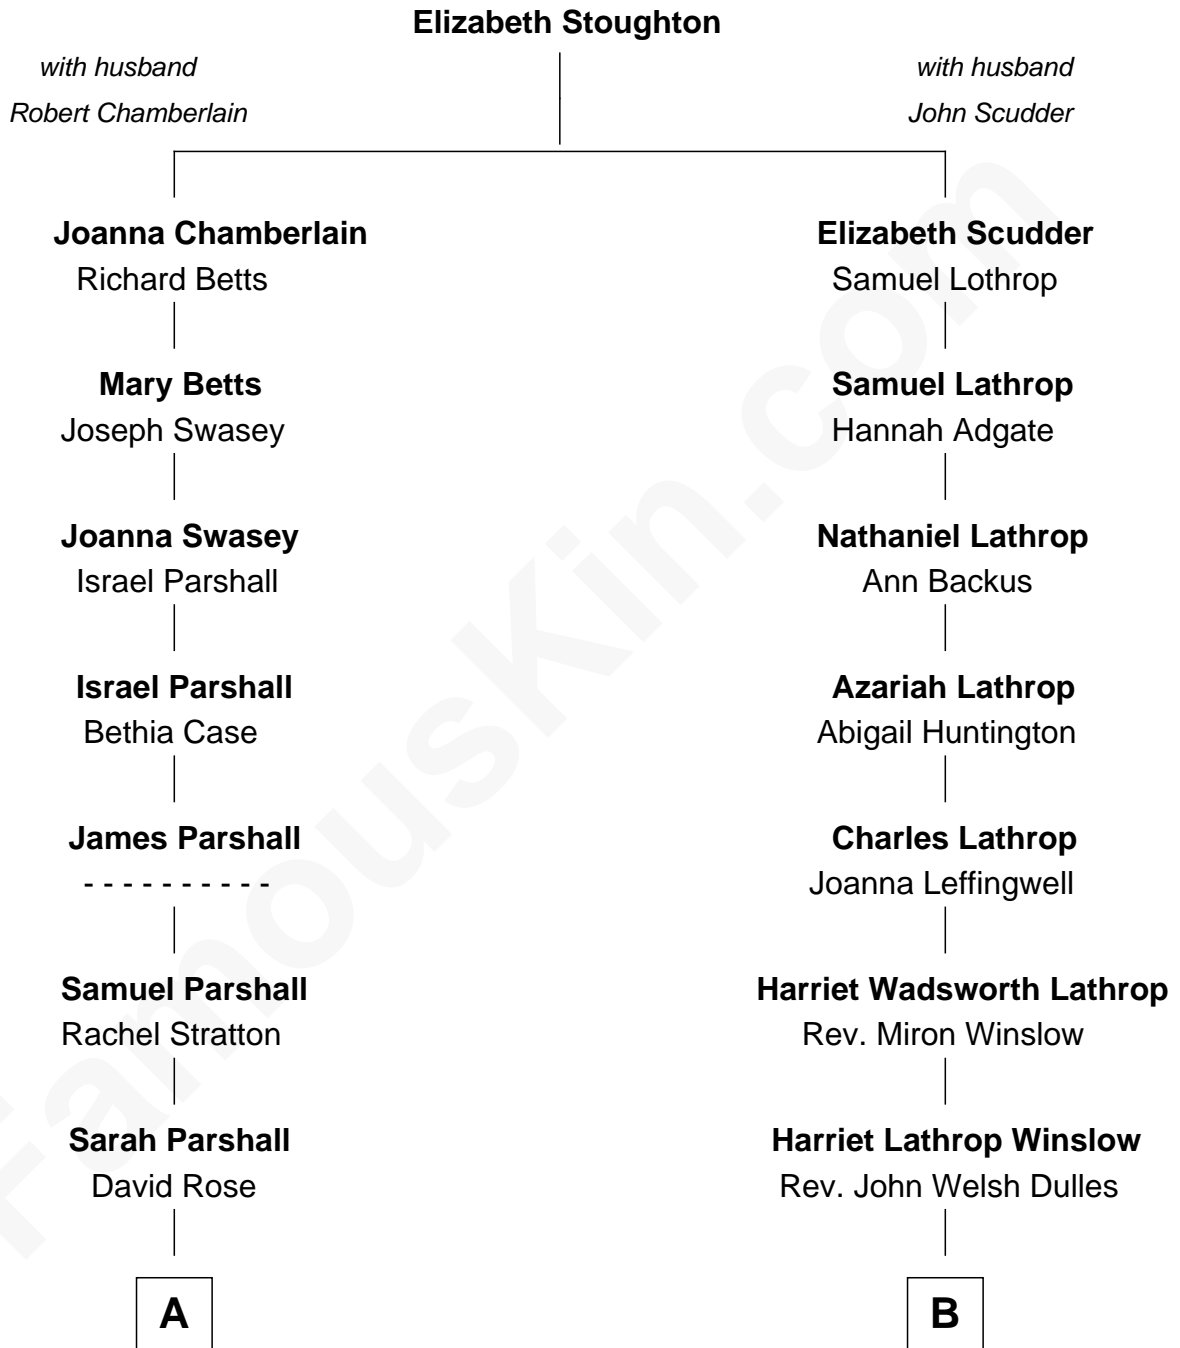 Elizabeth Stoughton
with husband
Robert Chamberlain
with husband
John Scudder
Joanna Chamberlain
Richard Betts
Elizabeth Scudder
Samuel Lothrop
Mary Betts
Joseph Swasey
Samuel Lathrop
Hannah Adgate
Joanna Swasey
Israel Parshall
Nathaniel Lathrop
Ann Backus
Israel Parshall
Bethia Case
Azariah Lathrop
Abigail Huntington
James Parshall
- - - - - - - - - -
Charles Lathrop
Joanna Leffingwell
Samuel Parshall
Rachel Stratton
Harriet Wadsworth Lathrop
Rev. Miron Winslow
Sarah Parshall
David Rose
Harriet Lathrop Winslow
Rev. John Welsh Dulles
A
B
FamousKin.com